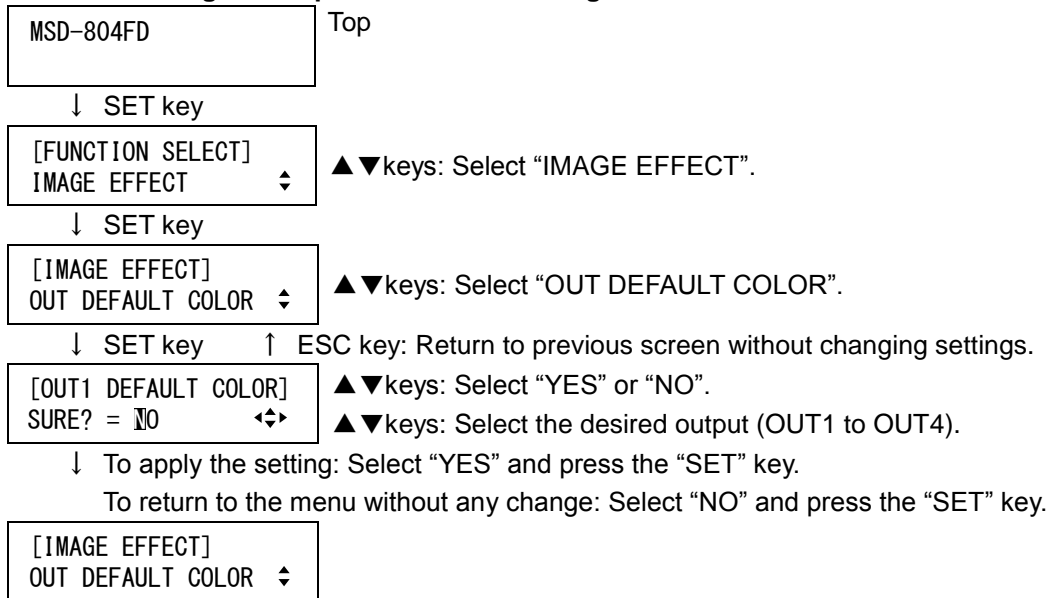 MSD-804FD
Top
↓ SET key
[FUNCTION SELECT]
IMAGE EFFECT
▲▼keys: Select “IMAGE EFFECT”.
↓ SET key
[IMAGE EFFECT]
OUT DEFAULT COLOR
▲▼keys: Select “OUT DEFAULT COLOR”.
↓ SET key ↑ ESC key: Return to previous screen without changing settings.
[OUT1 DEFAULT COLOR]
SURE? = NO
▲▼keys: Select “YES” or “NO”.
▲▼keys: Select the desired output (OUT1 to OUT4).
↓ To apply the setting: Select “YES” and press the “SET” key.
To return to the menu without any change: Select “NO” and press the “SET” key.
[IMAGE EFFECT]
OUT DEFAULT COLOR